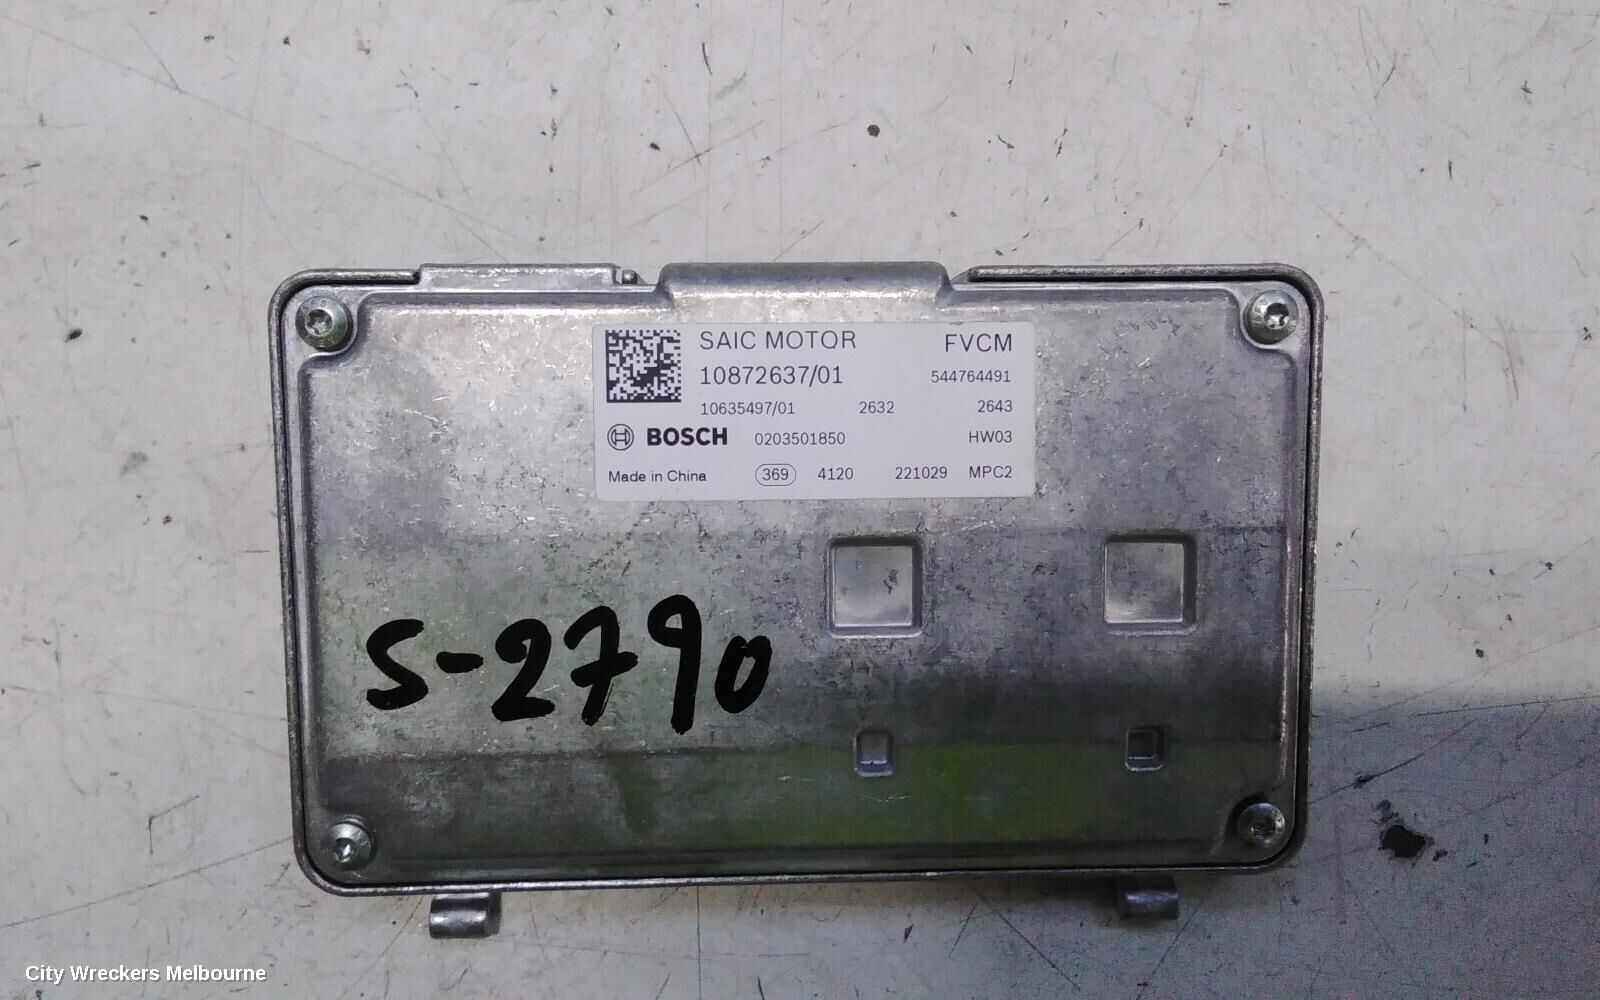 SAIC MOTOR FVCM
10872637/01 544764491
10635497/01 2632 2643
BOSCH 0203501850 HW03
Made in China 369 4120 221029 MPC2
S-2790
City Wreckers Melbourne